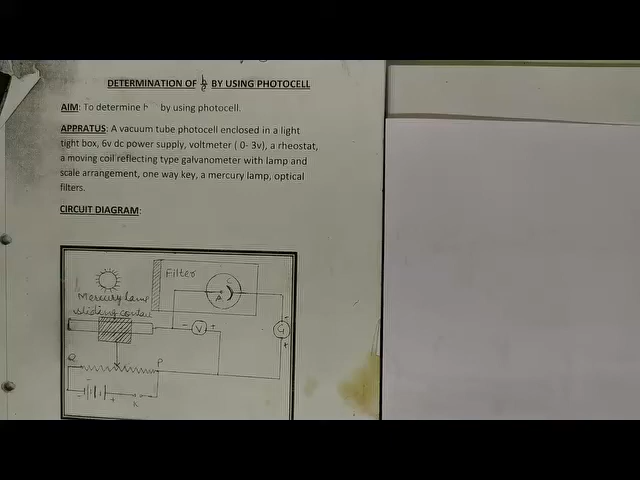 DETERMINATION OF h/e BY USING PHOTOCELL
AIM: To determine h by using photocell.
APPRATUS: A vacuum tube photocell enclosed in a light
tight box, 6v dc power supply, voltmeter ( 0- 3v), a rheostat,
a moving coil reflecting type galvanometer with lamp and
scale arrangement, one way key, a mercury lamp, optical
filters.
CIRCUIT DIAGRAM:
Filter
C
A
Mercury lamp
sliding contac
- V +
-
G
+
Q
P
- +
K